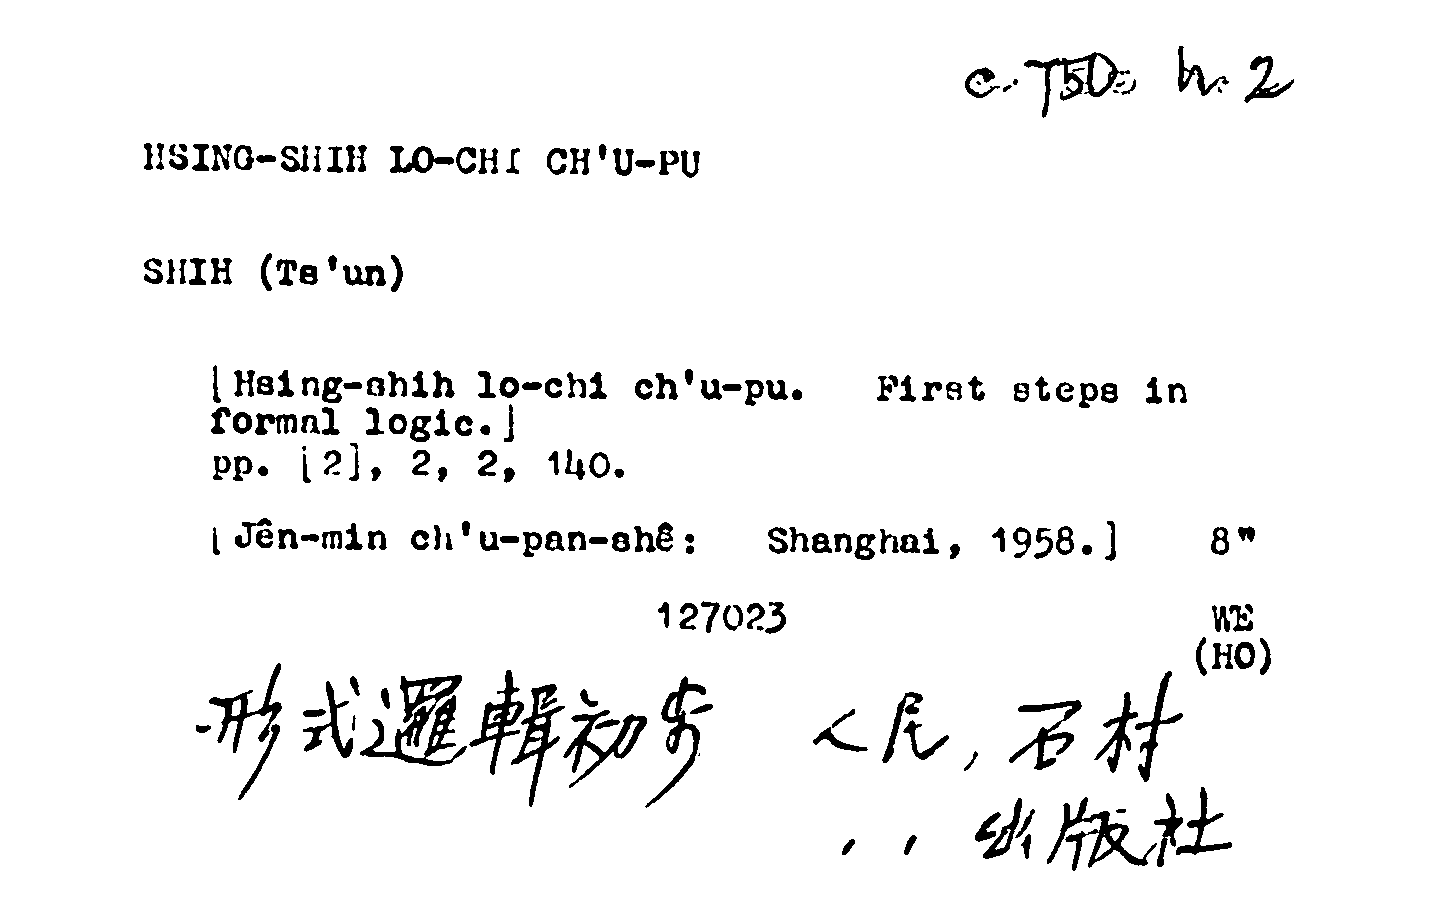 c. T50 h. 2
HSING-SHIH LO-CHI CH'U-PU
SHIH (Ts'un)
[Hsing-shih lo-chi ch'u-pu. First steps in
formal logic.]
pp. [2], 2, 2, 140.
[Jên-min ch'u-pan-shê: Shanghai, 1958.] 8"
127023 WE
(HO)
形式邏輯初步 人民, 石村
出版社